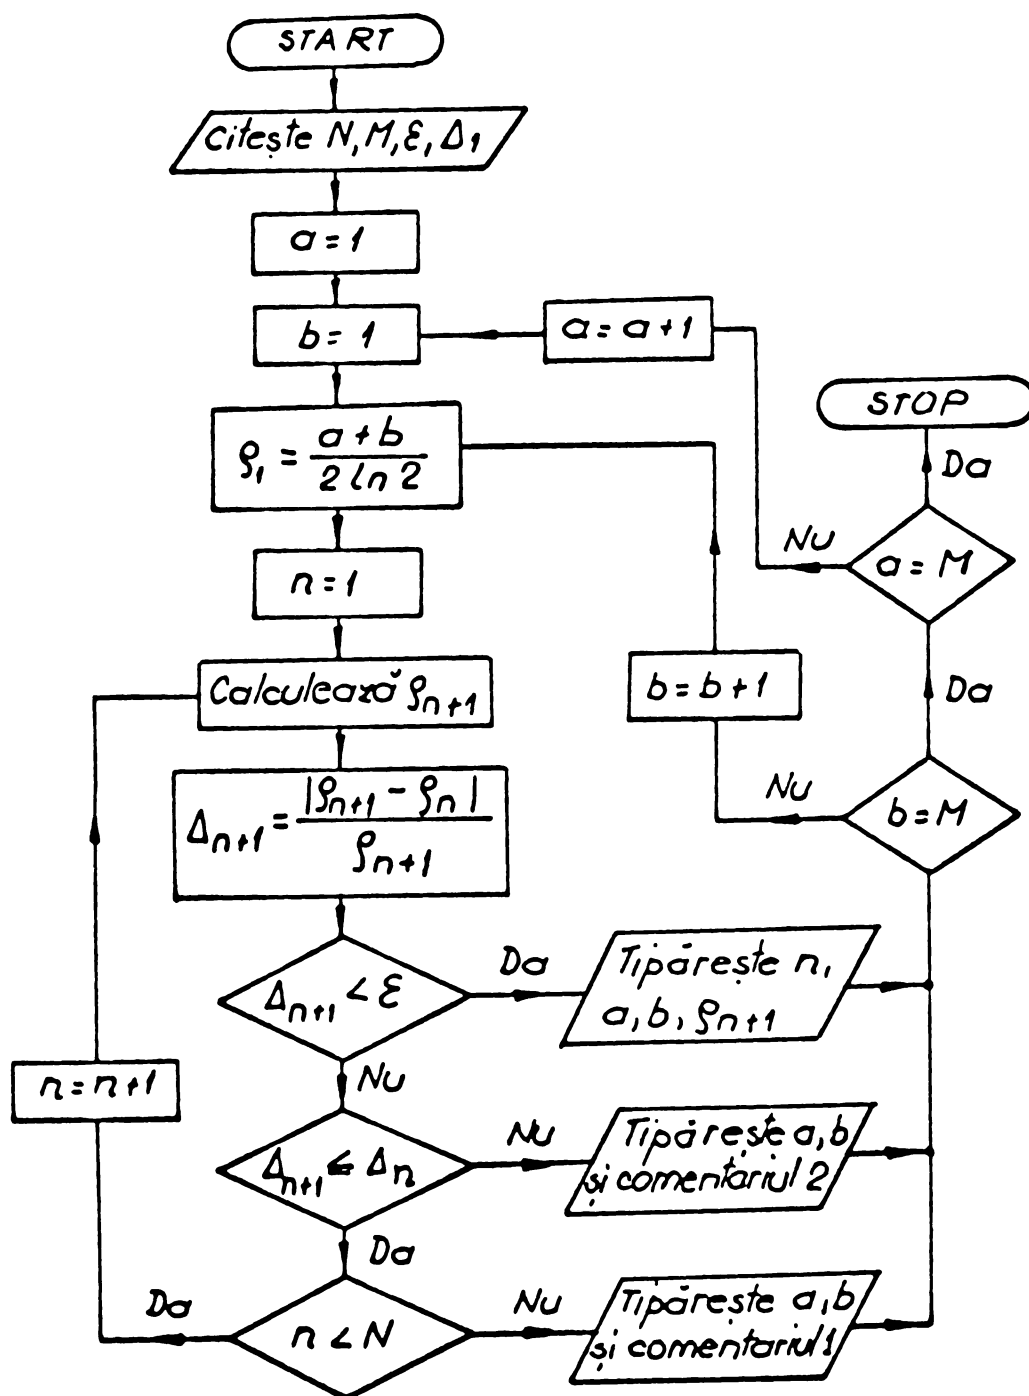 START
citește N, M, ε, Δ₁
a = 1
b = 1
a = a + 1
STOP
ρ₁ = (a + b) / (2 ln 2)
Da
Nu
a = M
n = 1
Calculează ρₙ₊₁
b = b + 1
Da
Δₙ₊₁ = |ρₙ₊₁ - ρₙ| / ρₙ₊₁
Nu
b = M
Δₙ₊₁ < ε
Da
Tipărește n,
a, b, ρₙ₊₁
n = n+1
Nu
Δₙ₊₁ ≤ Δₙ
Nu
Tipărește a, b
și comentariul 2
Da
Da
n < N
Nu
Tipărește a, b
și comentariul 1